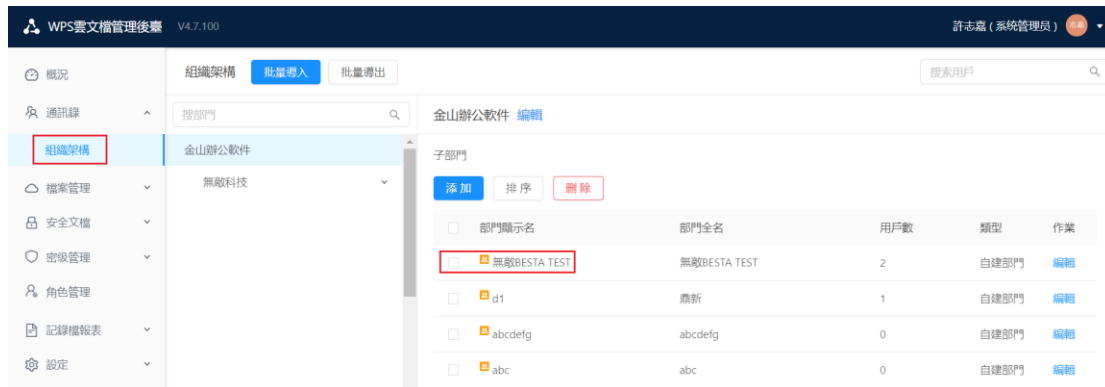 WPS雲文檔管理後臺 V4.7.100 許志嘉(系統管理员) 志嘉
概況
通訊錄
組織架構
檔案管理
安全文檔
密級管理
角色管理
記錄檔報表
設定
組織架構 批量導入 批量導出 搜索用戶
搜部門
金山辦公軟件
無敵科技
金山辦公軟件 編輯
子部門
添加 排序 刪除
部門顯示名 部門全名 用戶數 類型 作業
無敵BESTA TEST 無敵BESTA TEST 2 自建部門 編輯
d1 鼎新 1 自建部門 編輯
abcdefg abcdefg 0 自建部門 編輯
abc abc 0 自建部門 編輯